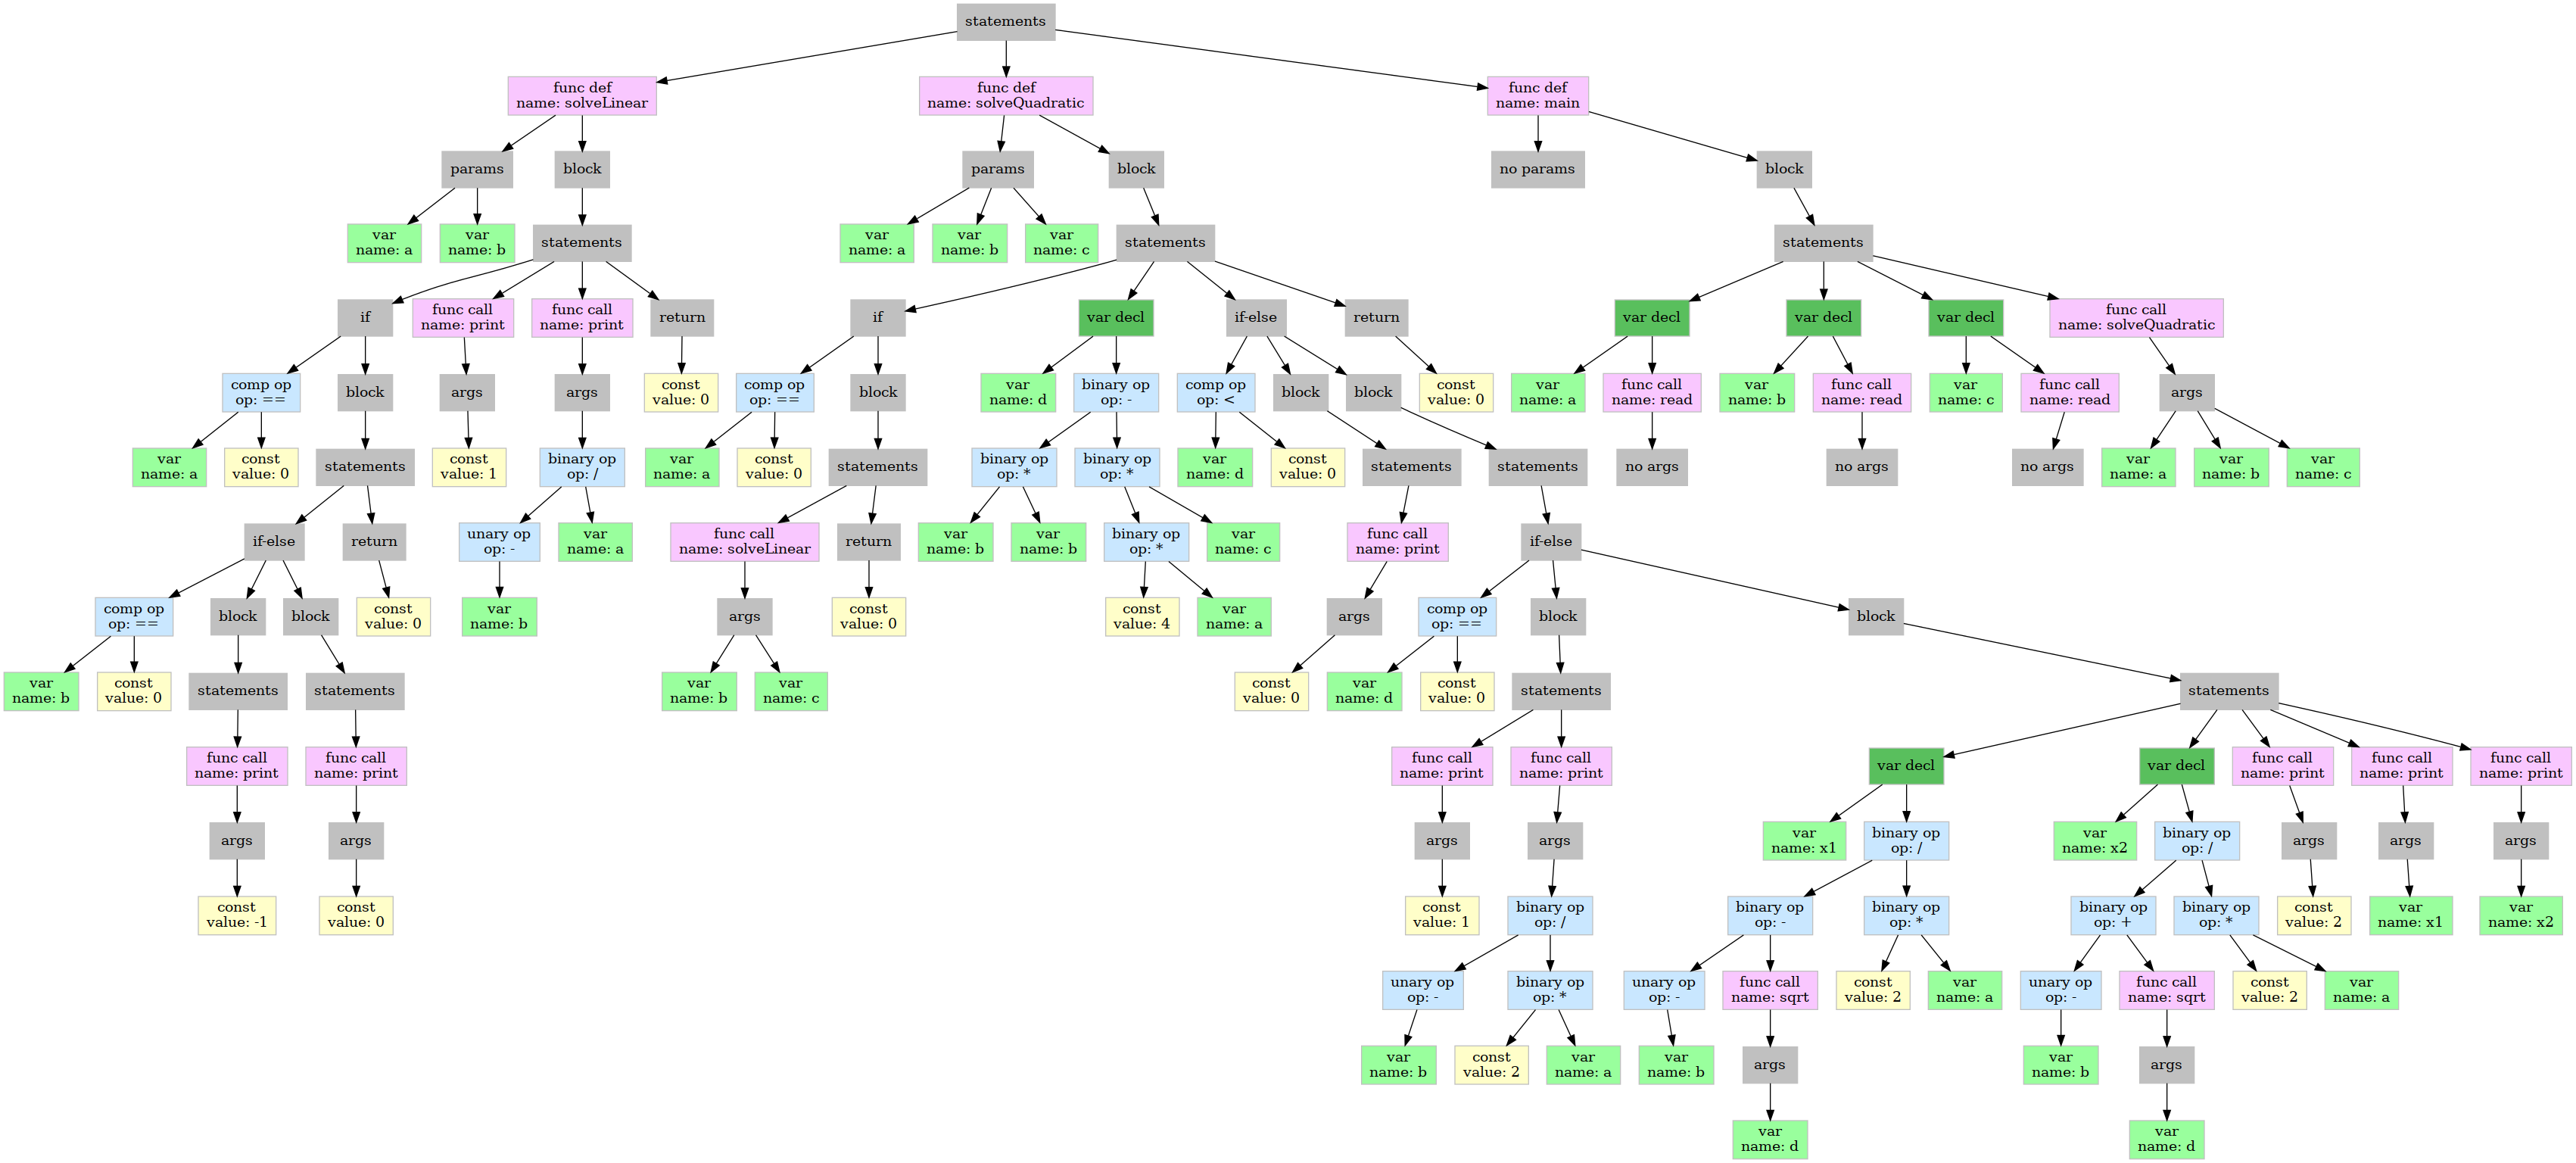 statements
func def
name: solveLinear
func def
name: solveQuadratic
func def
name: main
params
block
params
block
no params
block
var
name: a
var
name: b
statements
var
name: a
var
name: b
var
name: c
statements
statements
if
func call
name: print
func call
name: print
return
if
var decl
if-else
return
var decl
var decl
var decl
func call
name: solveQuadratic
comp op
op: ==
block
args
args
const
value: 0
comp op
op: ==
block
var
name: d
binary op
op: -
comp op
op: <
block
block
const
value: 0
var
name: a
func call
name: read
var
name: b
func call
name: read
var
name: c
func call
name: read
args
var
name: a
const
value: 0
statements
const
value: 1
binary op
op: /
var
name: a
const
value: 0
statements
binary op
op: *
binary op
op: *
var
name: d
const
value: 0
statements
statements
no args
no args
no args
var
name: a
var
name: b
var
name: c
if-else
return
unary op
op: -
var
name: a
func call
name: solveLinear
return
var
name: b
var
name: b
binary op
op: *
var
name: c
func call
name: print
if-else
comp op
op: ==
block
block
const
value: 0
var
name: b
args
const
value: 0
const
value: 4
var
name: a
args
comp op
op: ==
block
block
var
name: b
const
value: 0
statements
statements
var
name: b
var
name: c
const
value: 0
var
name: d
const
value: 0
statements
statements
func call
name: print
func call
name: print
func call
name: print
func call
name: print
var decl
var decl
func call
name: print
func call
name: print
func call
name: print
args
args
args
args
var
name: x1
binary op
op: /
var
name: x2
binary op
op: /
args
args
args
const
value: -1
const
value: 0
const
value: 1
binary op
op: /
binary op
op: -
binary op
op: *
binary op
op: +
binary op
op: *
const
value: 2
var
name: x1
var
name: x2
unary op
op: -
binary op
op: *
unary op
op: -
func call
name: sqrt
const
value: 2
var
name: a
unary op
op: -
func call
name: sqrt
const
value: 2
var
name: a
var
name: b
const
value: 2
var
name: a
var
name: b
args
var
name: b
args
var
name: d
var
name: d